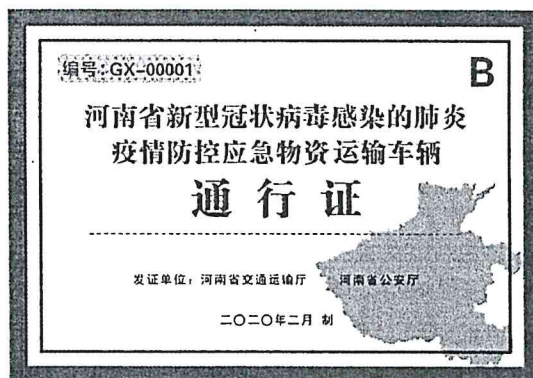 编号:GX-00001
B
河南省新型冠状病毒感染的肺炎
疫情防控应急物资运输车辆
通行证
发证单位：河南省交通运输厅 河南省公安厅
二〇二〇年二月 制